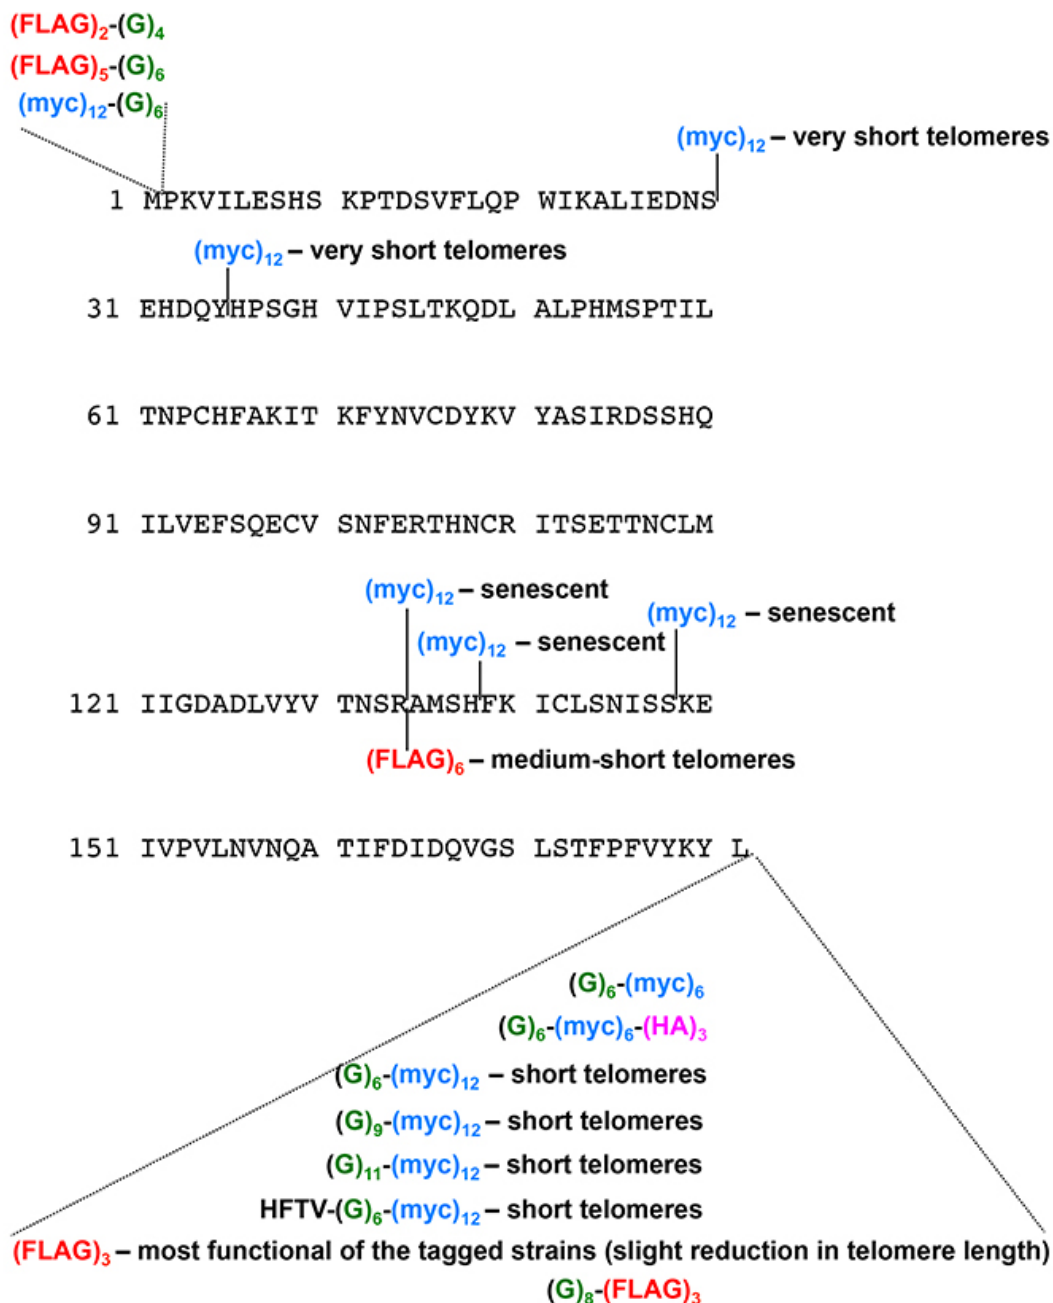 (FLAG)2-(G)4
(FLAG)5-(G)6
(myc)12-(G)6
(myc)12 – very short telomeres
1 MPKVILESHS KPTDSVFLQP WIKALIEDNS
(myc)12 – very short telomeres
31 EHDQYHPSGH VIPSLTKQDL ALPHMSPTIL
61 TNPCHFAKIT KFYNVCDYKV YASIRDSSHQ
91 ILVEFSQECV SNFERTHNCR ITSETTNCLM
(myc)12 – senescent
(myc)12 – senescent
(myc)12 – senescent
121 IIGDADLVYV TNSRAMSHFK ICLSNISSKE
(FLAG)6 – medium-short telomeres
151 IVPVLNVNQA TIFDIDQVGS LSTFPFVYKY L
(G)6-(myc)6
(G)6-(myc)6-(HA)3
(G)6-(myc)12 – short telomeres
(G)9-(myc)12 – short telomeres
(G)11-(myc)12 – short telomeres
HFTV-(G)6-(myc)12 – short telomeres
(FLAG)3 – most functional of the tagged strains (slight reduction in telomere length)
(G)8-(FLAG)3